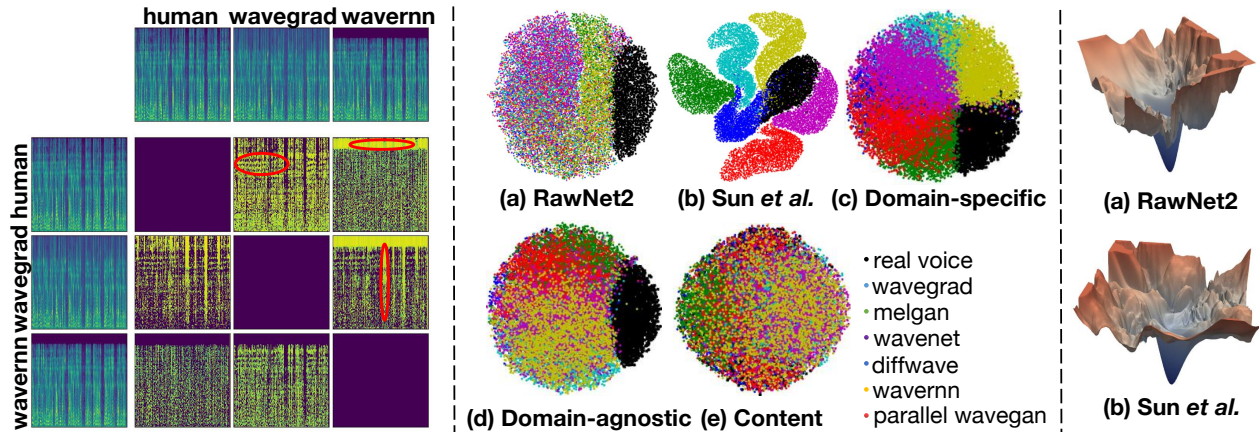 human wavegrad wavernn
wavernn wavegrad human
(a) RawNet2
(b) Sun et al.
(c) Domain-specific
(d) Domain-agnostic
(e) Content
real voice
wavegrad
melgan
wavenet
diffwave
wavernn
parallel wavegan
(a) RawNet2
(b) Sun et al.